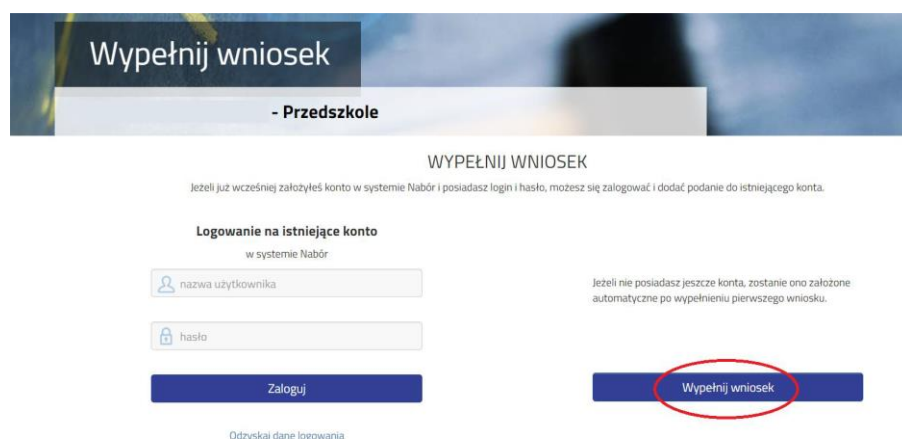 Wypełnij wniosek
- Przedszkole
WYPEŁNIJ WNIOSEK
Jeżeli już wcześniej założyłeś konto w systemie Nabór i posiadasz login i hasło, możesz się zalogować i dodać podanie do istniejącego konta.
Logowanie na istniejące konto
w systemie Nabór
nazwa użytkownika
hasło
Zaloguj
Odzyskaj dane logowania
Jeżeli nie posiadasz jeszcze konta, zostanie ono założone
automatyczne po wypełnieniu pierwszego wniosku.
Wypełnij wniosek